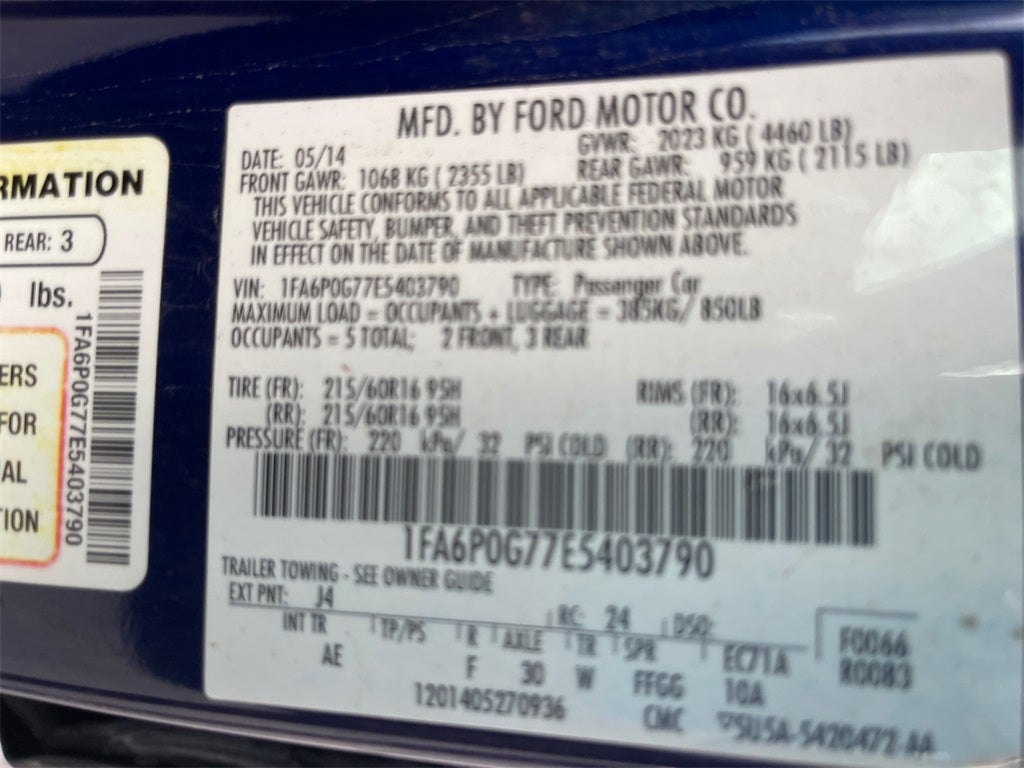 RMATION
REAR: 3
lbs.
ERS
FOR
AL
TION
1FA6P0G77E5403790
MFD. BY FORD MOTOR CO.
DATE: 05/14 GVWR: 2023 KG ( 4460 LB)
FRONT GAWR: 1068 KG ( 2355 LB) REAR GAWR: 959 KG ( 2115 LB)
THIS VEHICLE CONFORMS TO ALL APPLICABLE FEDERAL MOTOR
VEHICLE SAFETY, BUMPER, AND THEFT PREVENTION STANDARDS
IN EFFECT ON THE DATE OF MANUFACTURE SHOWN ABOVE.
VIN: 1FA6P0G77E5403790 TYPE: Passenger Car
MAXIMUM LOAD = OCCUPANTS + LUGGAGE = 385KG/ 850LB
OCCUPANTS = 5 TOTAL; 2 FRONT, 3 REAR
TIRE (FR): 215/60R16 95H RIMS (FR): 16x6.5J
(RR): 215/60R16 95H (RR): 16x6.5J
PRESSURE (FR): 220 kPa/ 32 PSI COLD (RR): 220 kPa/ 32 PSI COLD
1FA6P0G77E5403790
TRAILER TOWING - SEE OWNER GUIDE
EXT PNT: J4 RC: 24 DSO: F0066
INT TR TP/PS R AXLE TR SPR EC71A R0083
AE F 30 W FFGG 10A
1201405270936 CMC 5U5A-5420472-AA